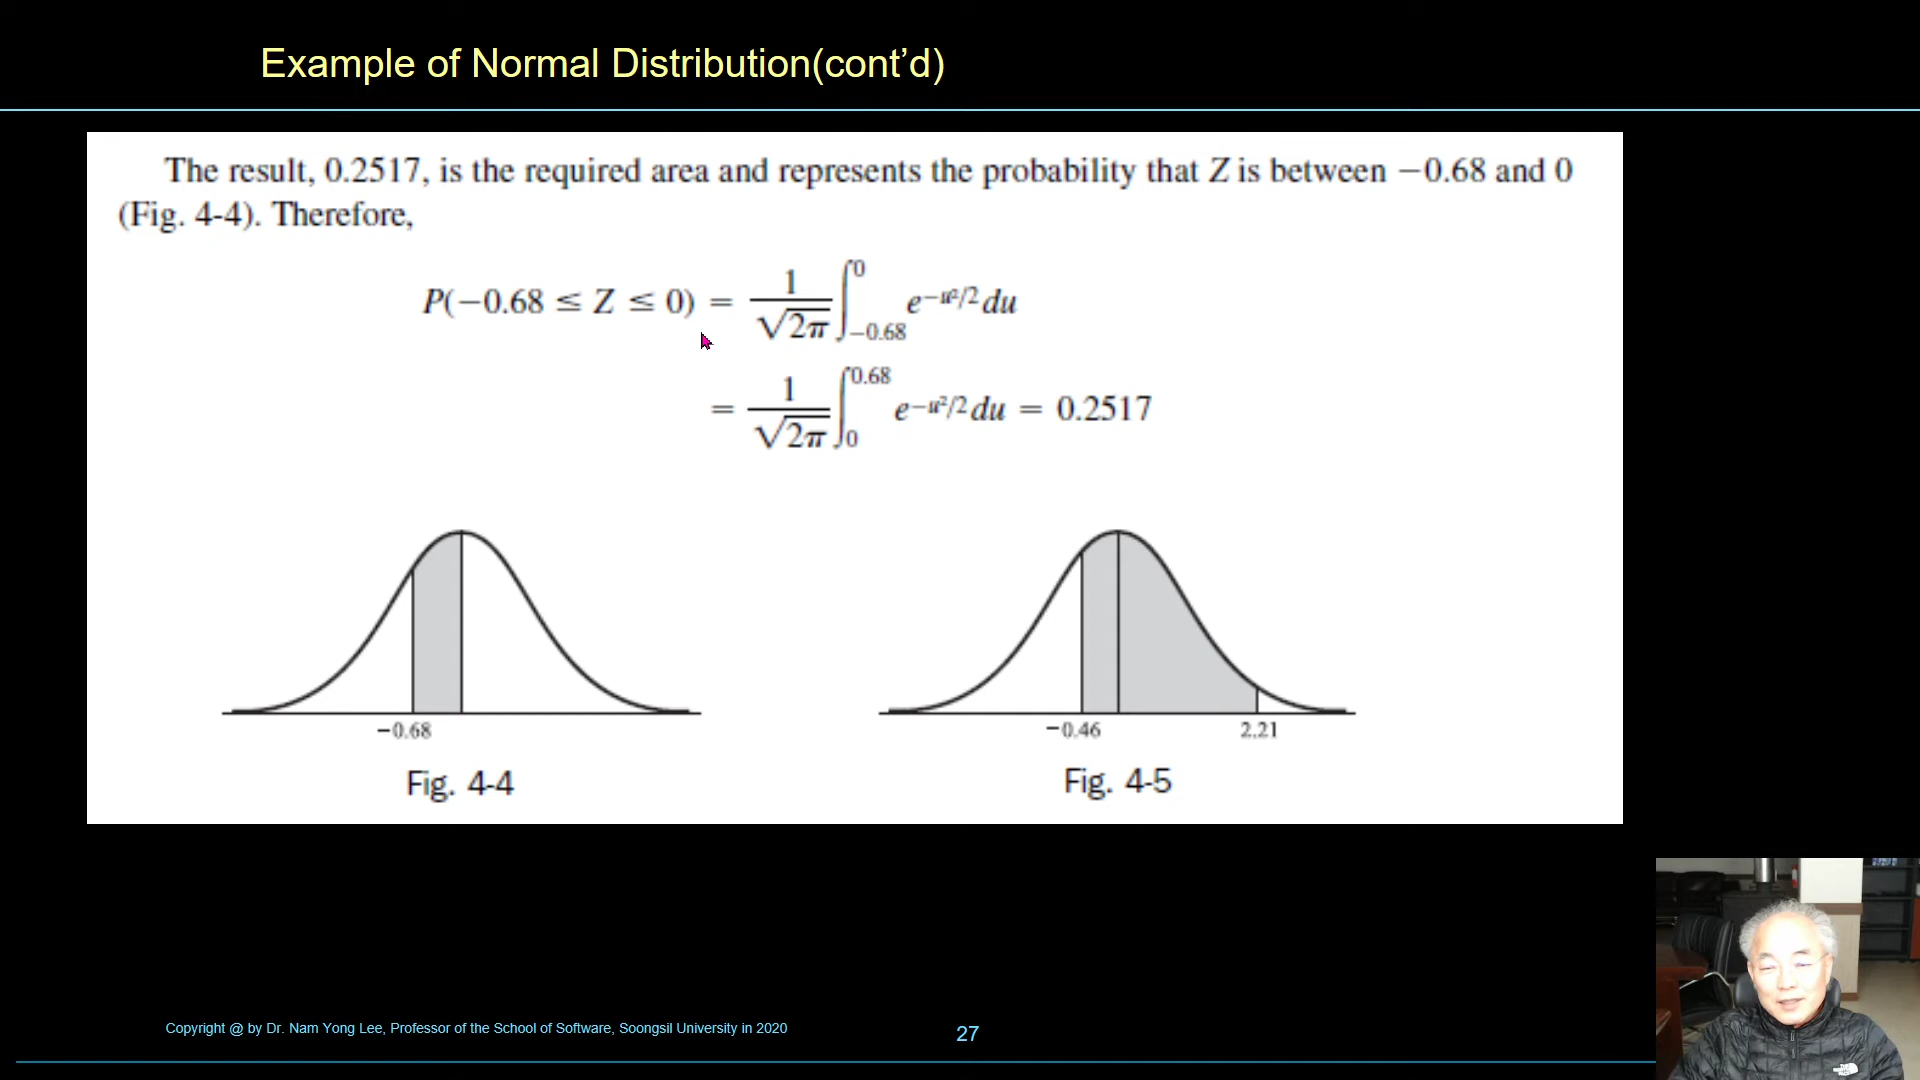 Example of Normal Distribution(cont’d)
The result, 0.2517, is the required area and represents the probability that Z is between −0.68 and 0
(Fig. 4-4). Therefore,
P(−0.68 ≤ Z ≤ 0) = 1/√2π ∫_{−0.68}^{0} e^{−u²/2} du
= 1/√2π ∫_{0}^{0.68} e^{−u²/2} du = 0.2517
−0.68
−0.46 2.21
Fig. 4-4
Fig. 4-5
Copyright @ by Dr. Nam Yong Lee, Professor of the School of Software, Soongsil University in 2020
27